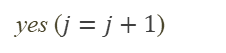 yes (j = j + 1)